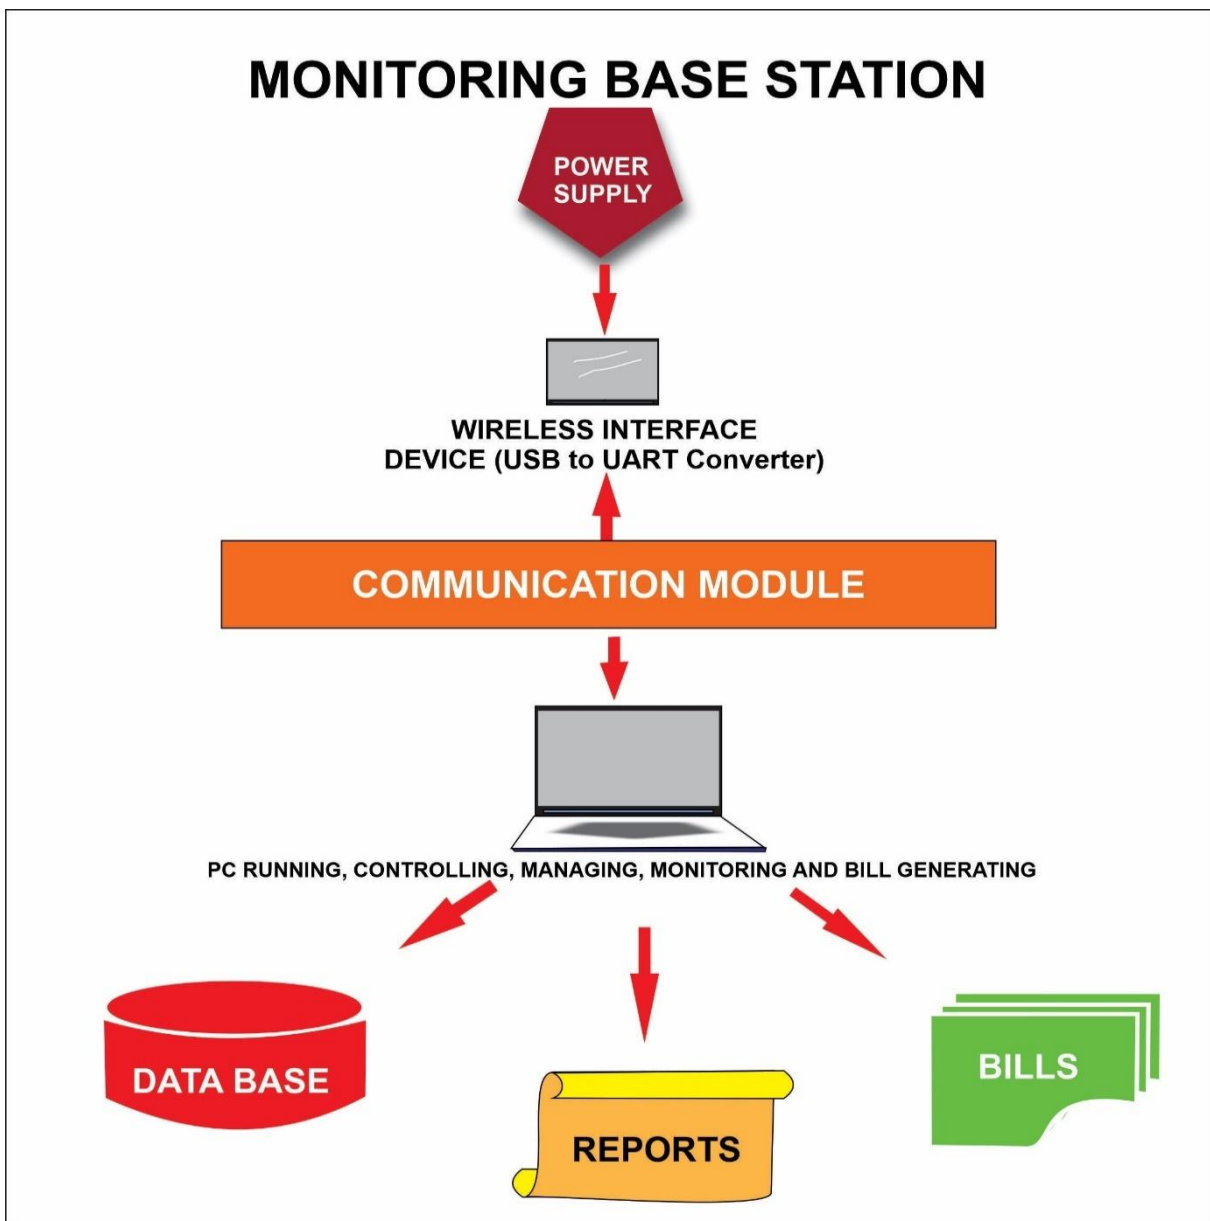 MONITORING BASE STATION
POWER
SUPPLY
WIRELESS INTERFACE
DEVICE (USB to UART Converter)
COMMUNICATION MODULE
PC RUNNING, CONTROLLING, MANAGING, MONITORING AND BILL GENERATING
DATA BASE
REPORTS
BILLS